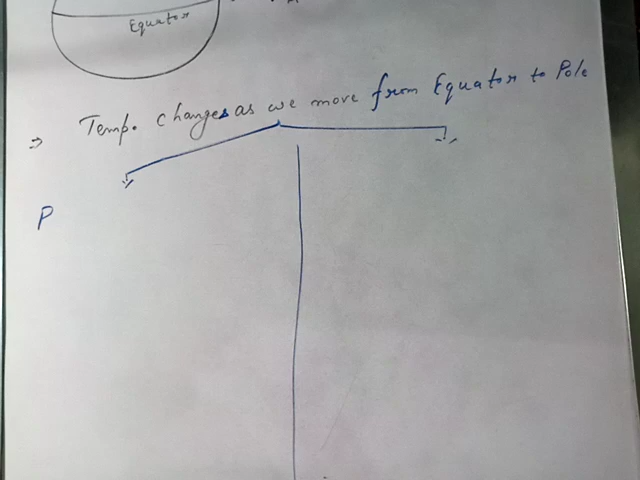 Equator
⇒ Temp. changes as we move from Equator to Pole
P